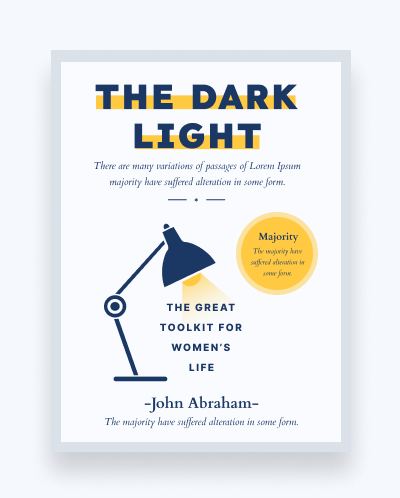 THE DARK
LIGHT
There are many variations of passages of Lorem Ipsum
majority have suffered alteration in some form.
Majority
The majority have
suffered alteration in
some form.
THE GREAT
TOOLKIT FOR
WOMEN'S
LIFE
-John Abraham-
The majority have suffered alteration in some form.